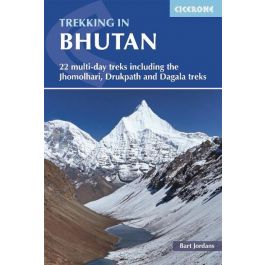 CICERONE
TREKKING IN
BHUTAN
22 multi-day treks including the
Jhomolhari, Drukpath and Dagala treks
Bart Jordans